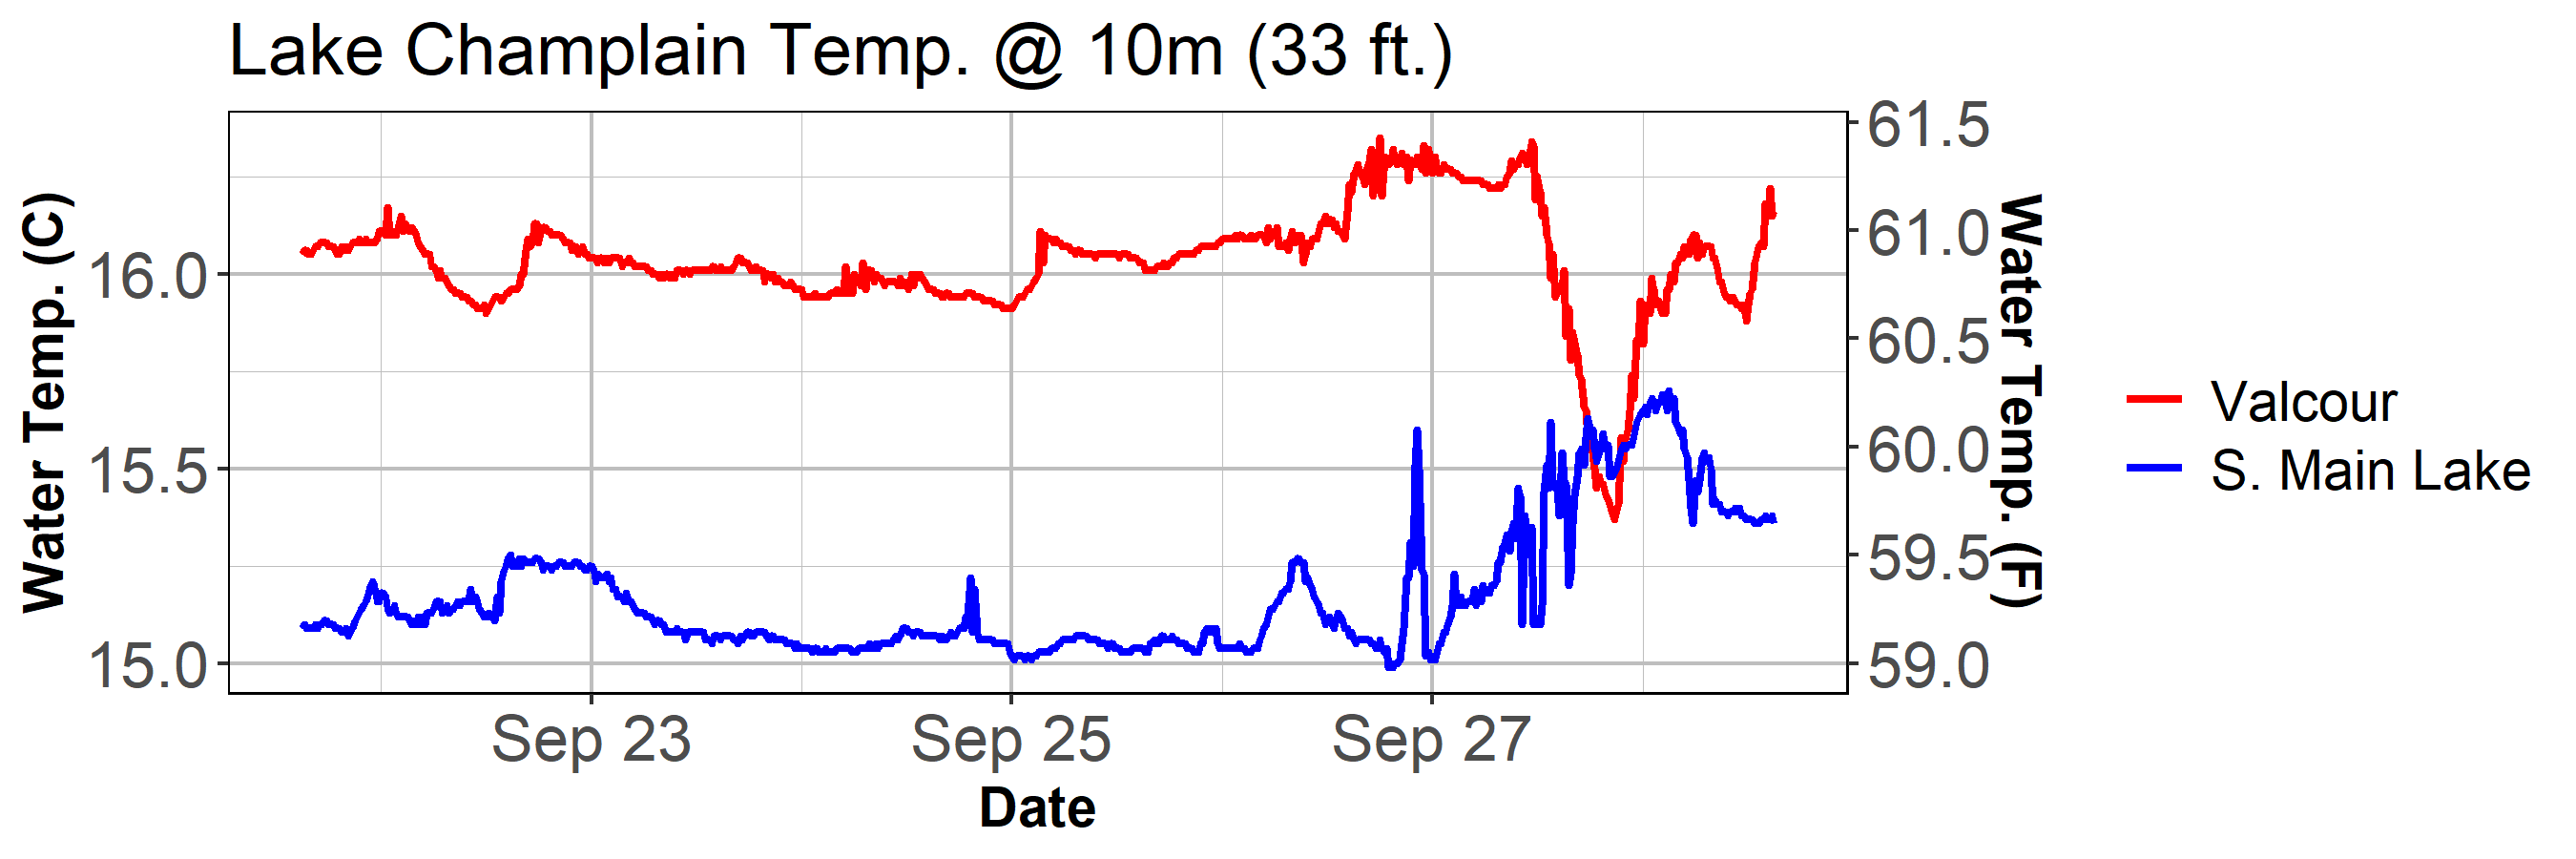 Lake Champlain Temp. @ 10m (33 ft.)
Water Temp. (C)
16.0
15.5
15.0
61.5
61.0
60.5
60.0
59.5
59.0
Water Temp. (F)
Sep 23
Sep 25
Sep 27
Date
Valcour
S. Main Lake